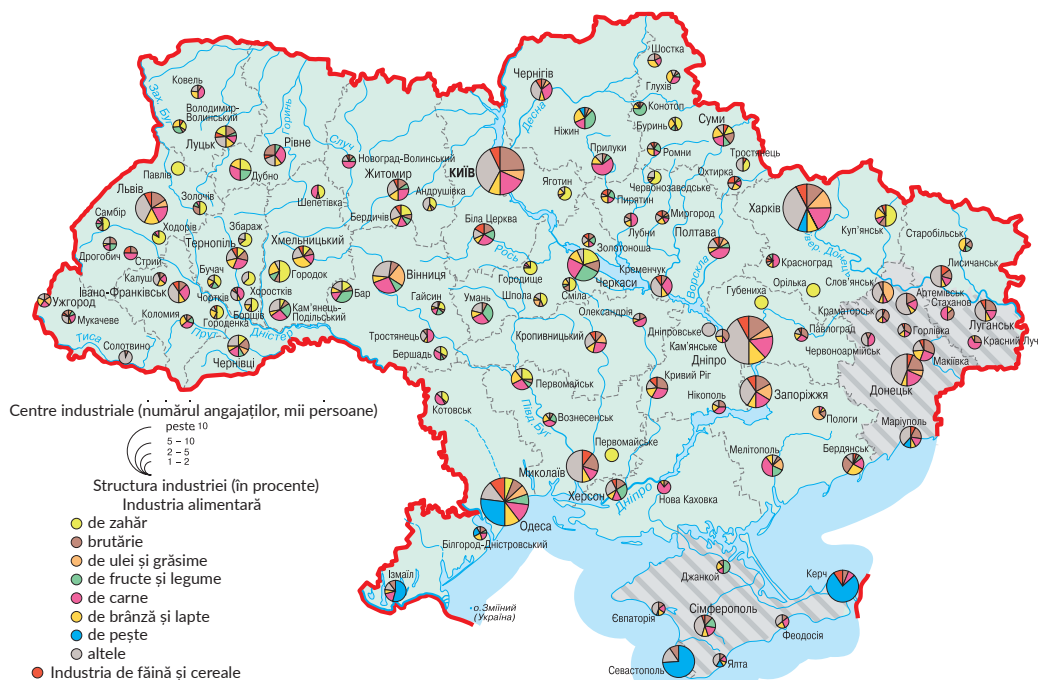 Шостка
Чернігів
Глухів
Ковель
Зах. Буг
Володимир-
Волинський
Горинь
Случ
Десна
Конотоп
Ніжин
Буринь
Суми
Луцьк
Рівне
Новоград-Волинський
КИЇВ
Прилуки
Ромни
Тростянець
Павлів
Дубно
Житомир
Андрушівка
Яготин
Червонозаводське
Охтирка
Львів
Золочів
Шепетівка
Пирятин
Харків
Самбір
Ходорів
Збараж
Бердичів
Біла Церква
Лубни
Миргород
Куп'янськ
Тернопіль
Хмельницький
Рось
Золотоноша
Полтава
Старобільськ
Дрогобич
Стрий
Бучач
Городок
Вінниця
Городище
Черкаси
Кременчук
Ворскла
Красноград
Лисичанськ
Калуш
Чортків
Хоростків
Бар
Умань
Шпола
Сміла
Губениха
Орілька
Слов'янськ
Ужгород
Івано-Франківськ
Борщів
Кам'янець-
Подільський
Гайсин
Олександрія
Артемівськ
Мукачеве
Коломия
Городенка
Дністер
Тростянець
Кропивницький
Дніпровське
Павлоград
Краматорськ
Стаханов
Тиса
Прут
Кам'янське
Горлівка
Луганськ
Солотвино
Чернівці
Бершадь
Дніпро
Червоноармійськ
Красний Луч
Макіївка
Первомайськ
Кривий Ріг
Запоріжжя
Донецьк
Котовськ
Півд. Буг
Вознесенськ
Нікополь
Пологи
Маріуполь
Первомайське
Мелітополь
Бердянськ
Миколаїв
Херсон
Дніпро
Нова Каховка
Одеса
Білгород-Дністровський
Ізмаїл
о.Зміїний
(Україна)
Джанкой
Керч
Євпаторія
Сімферополь
Феодосія
Севастополь
Ялта
Centre industriale (numărul angajaților, mii persoane)
peste 10
5 – 10
2 – 5
1 – 2
Structura industriei (în procente)
Industria alimentară
de zahăr
brutărie
de ulei și grăsime
de fructe și legume
de carne
de brânză și lapte
de pește
altele
Industria de făină și cereale